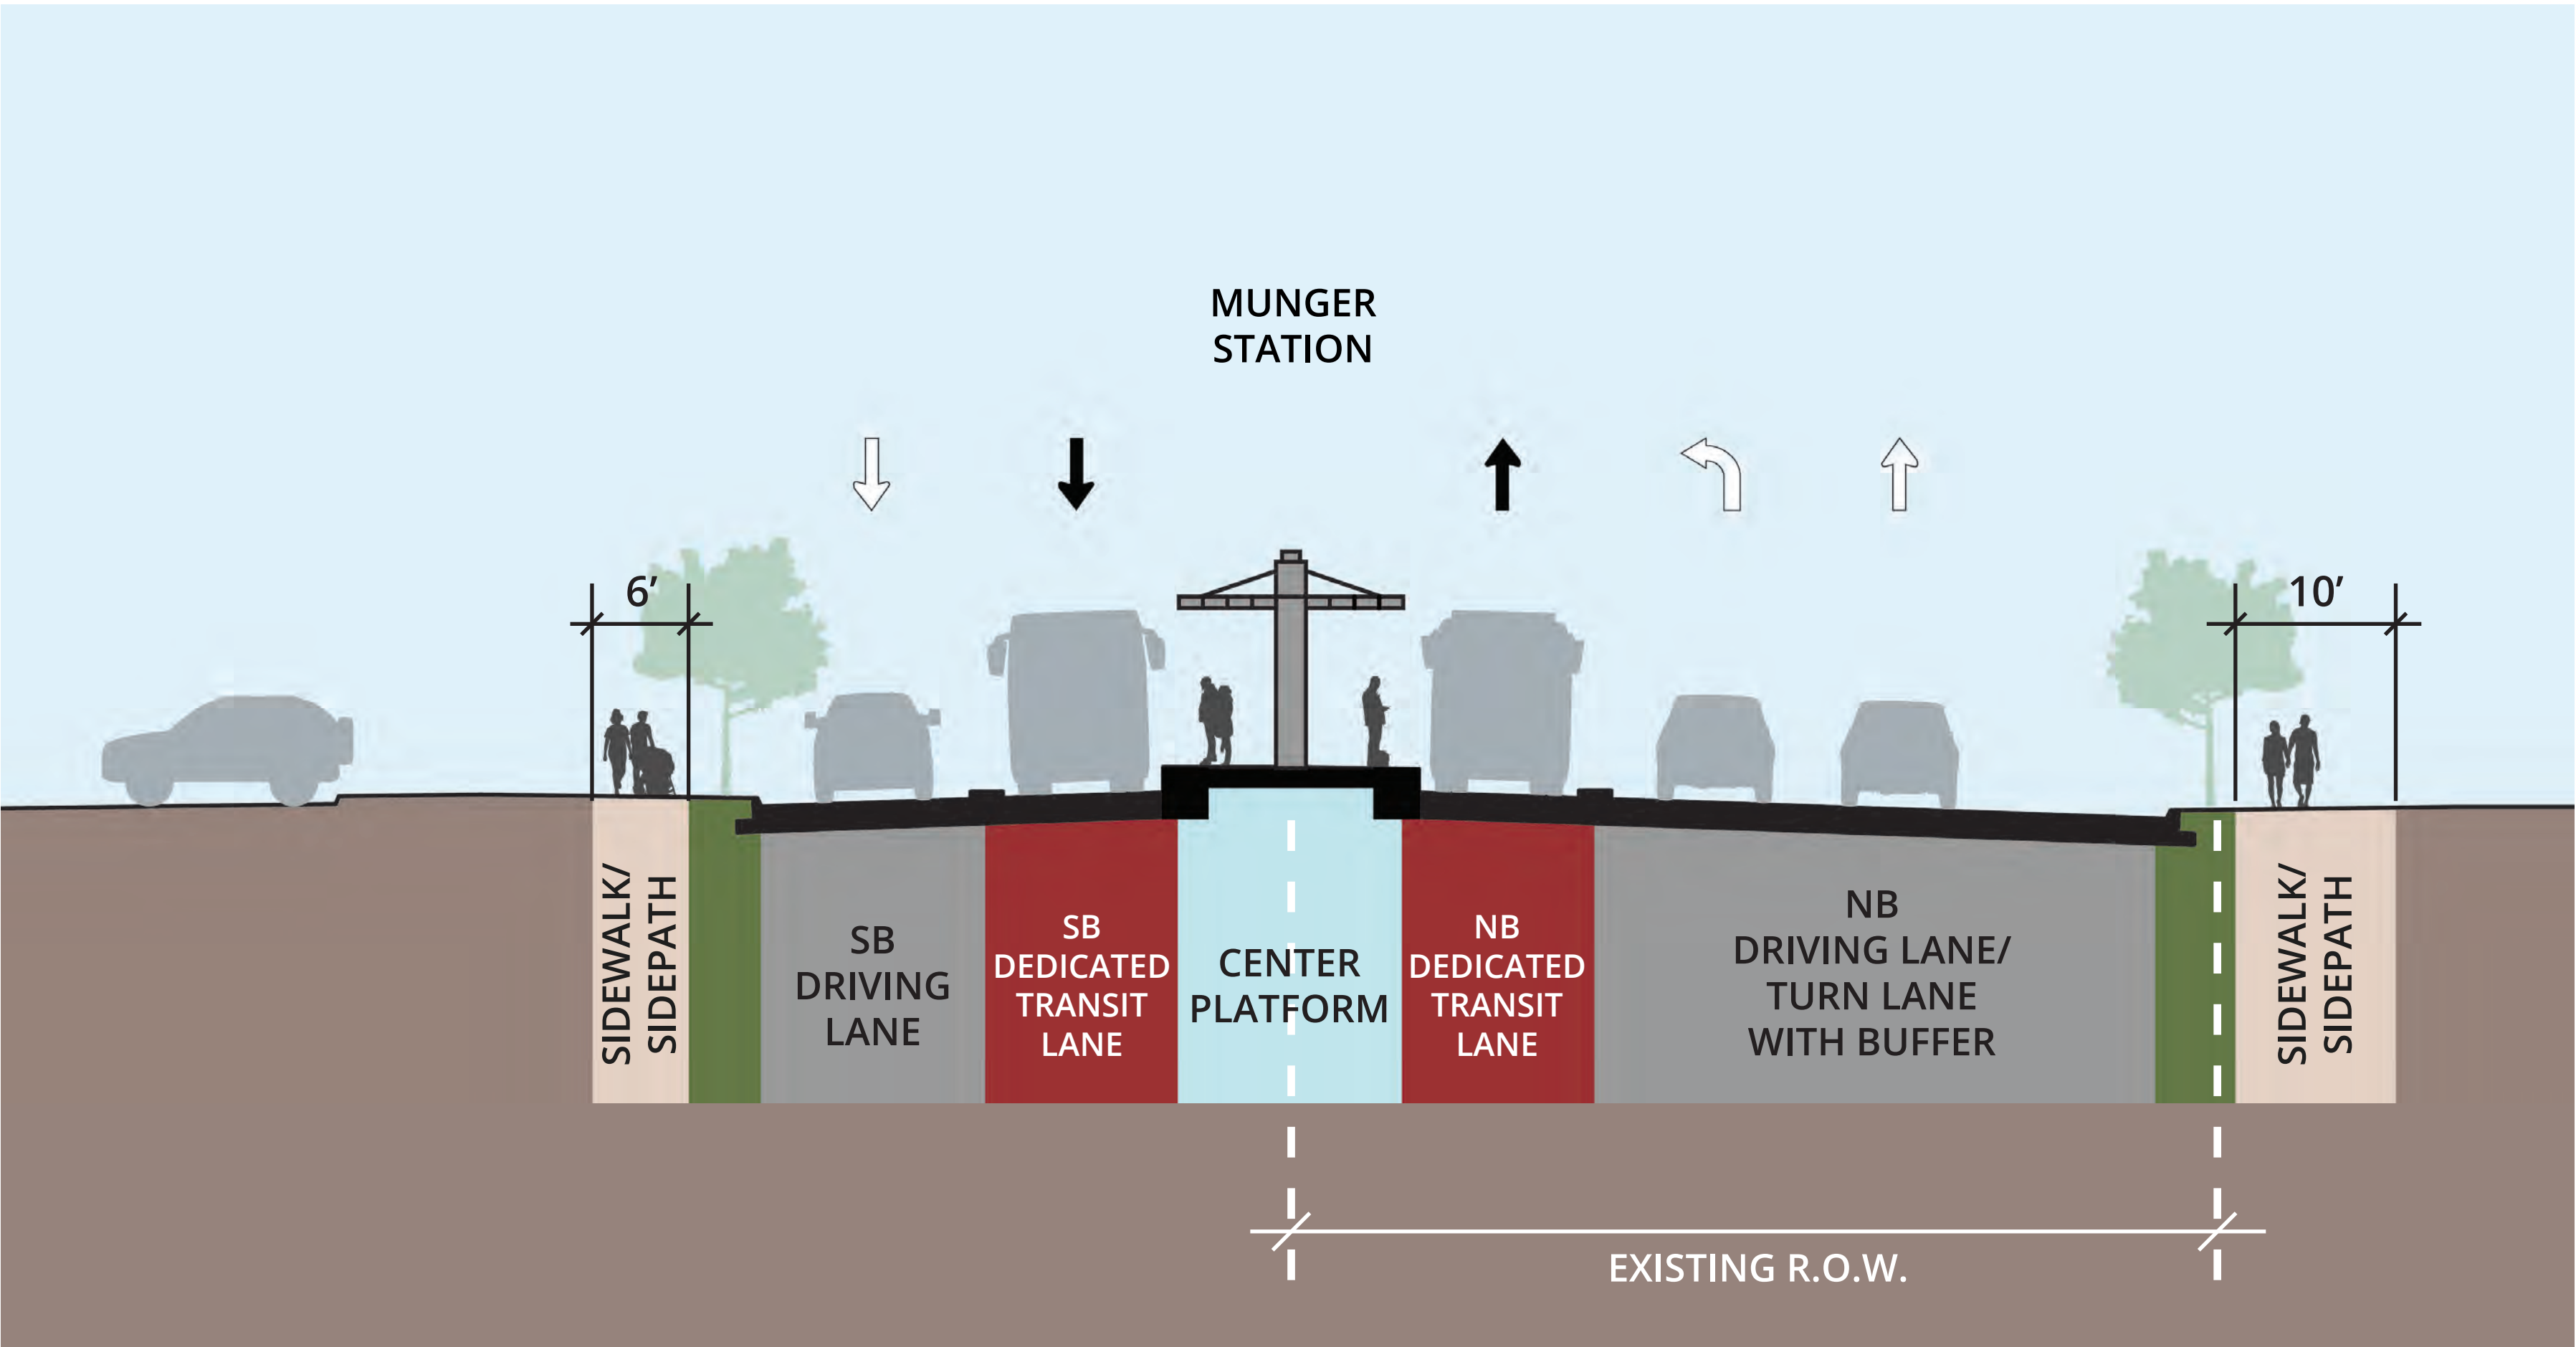 MUNGER
STATION
6’
10’
SIDEWALK/
SIDEPATH
SB
DRIVING
LANE
SB
DEDICATED
TRANSIT
LANE
CENTER
PLATFORM
NB
DEDICATED
TRANSIT
LANE
NB
DRIVING LANE/
TURN LANE
WITH BUFFER
SIDEWALK/
SIDEPATH
EXISTING R.O.W.